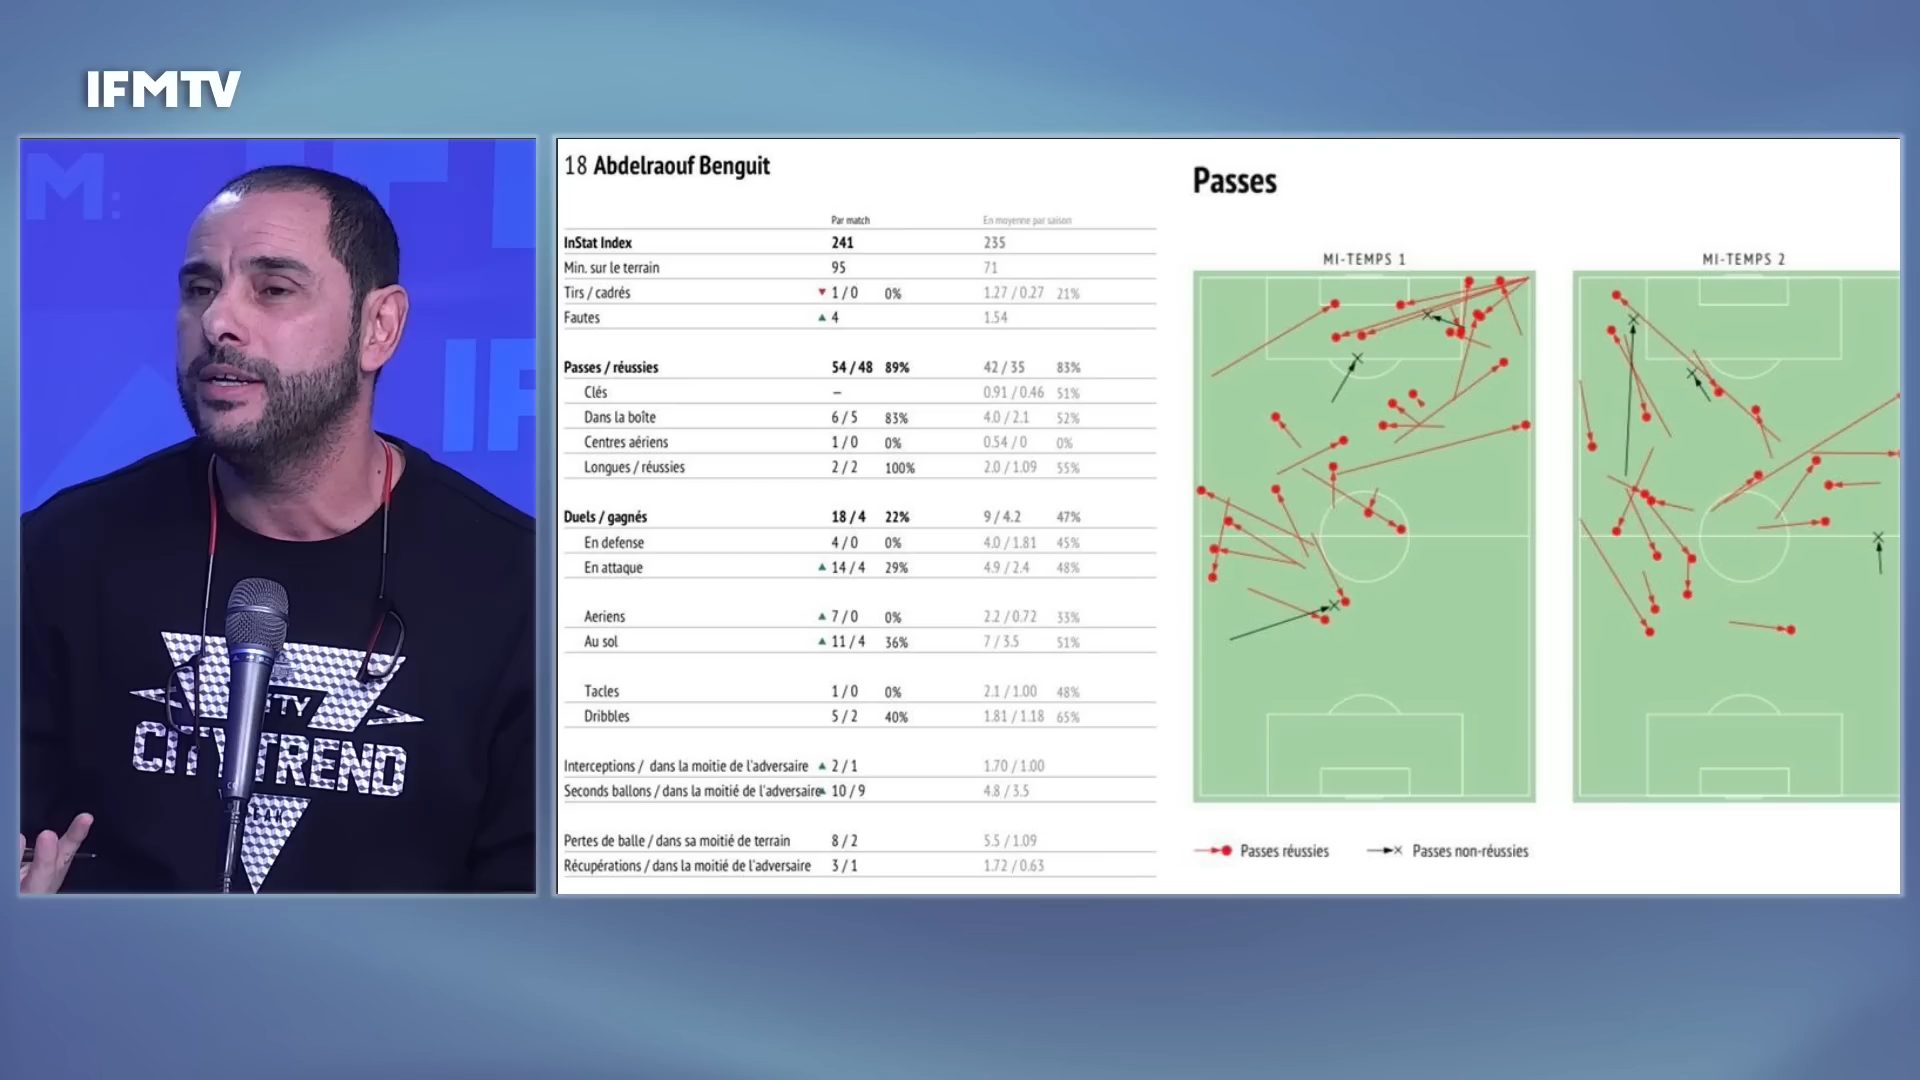 IFMTV
M:
IF
CITY TREND
18 Abdelraouf Benguit
Par match En moyenne par saison
InStat Index 241 235
Min. sur le terrain 95 71
Tirs / cadrés ▼ 1 / 0 0% 1.27 / 0.27 21%
Fautes ▲ 4 1.54
Passes / réussies 54 / 48 89% 42 / 35 83%
Clés – 0.91 / 0.46 51%
Dans la boîte 6 / 5 83% 4.0 / 2.1 52%
Centres aériens 1 / 0 0% 0.54 / 0 0%
Longues / réussies 2 / 2 100% 2.0 / 1.09 55%
Duels / gagnés 18 / 4 22% 9 / 4.2 47%
En defense 4 / 0 0% 4.0 / 1.81 45%
En attaque ▲ 14 / 4 29% 4.9 / 2.4 48%
Aeriens ▲ 7 / 0 0% 2.2 / 0.72 33%
Au sol ▲ 11 / 4 36% 7 / 3.5 51%
Tacles 1 / 0 0% 2.1 / 1.00 48%
Dribbles 5 / 2 40% 1.81 / 1.18 65%
Interceptions / dans la moitie de l'adversaire ▲ 2 / 1 1.70 / 1.00
Seconds ballons / dans la moitié de l'adversaire ▲ 10 / 9 4.8 / 3.5
Pertes de balle / dans sa moitié de terrain 8 / 2 5.5 / 1.09
Récupérations / dans la moitié de l'adversaire 3 / 1 1.72 / 0.63
Passes
MI-TEMPS 1 MI-TEMPS 2
Passes réussies Passes non-réussies